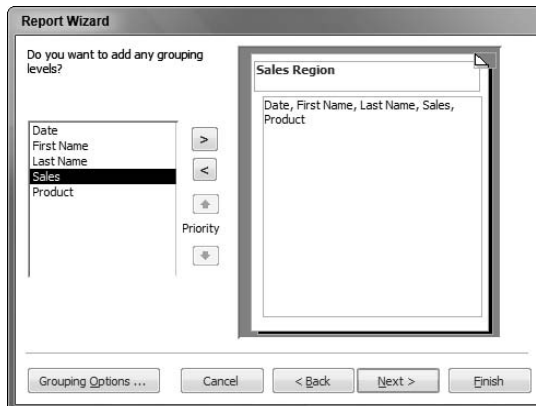 Report Wizard
Do you want to add any grouping
levels?
Date
First Name
Last Name
Sales
Product
>
<
Priority
Sales Region
Date, First Name, Last Name, Sales,
Product
Grouping Options ...
Cancel
< Back
Next >
Finish